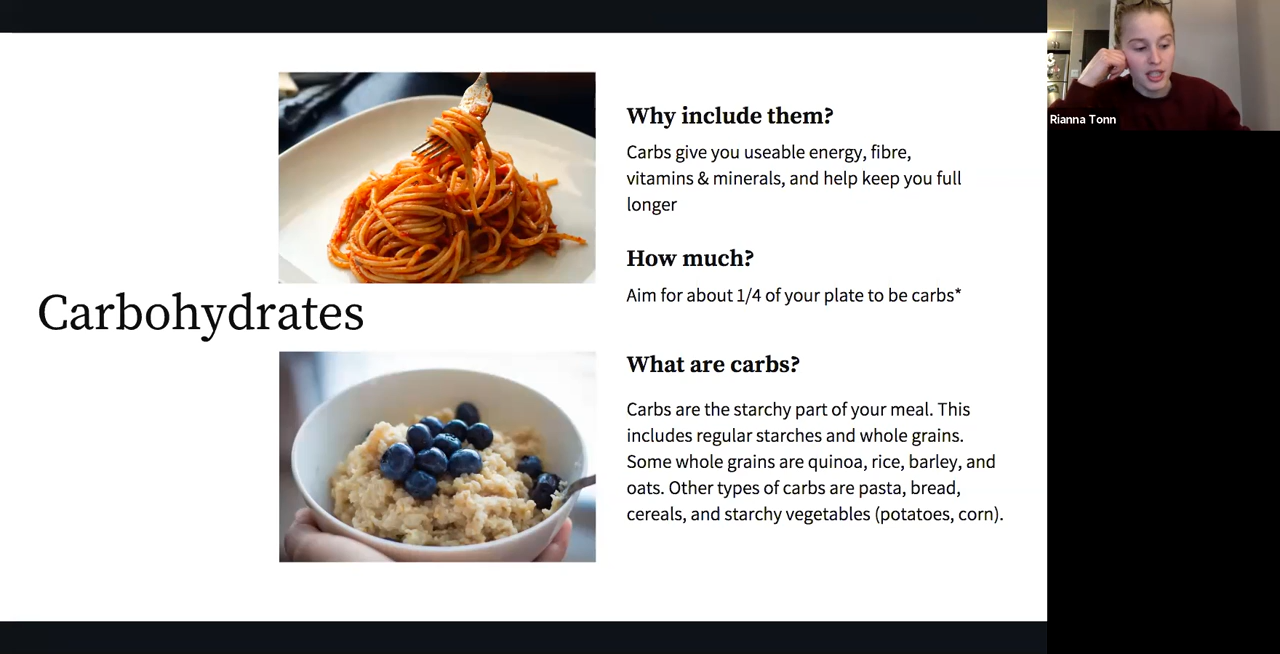 Carbohydrates
Why include them?
Carbs give you useable energy, fibre,
vitamins & minerals, and help keep you full
longer
How much?
Aim for about 1/4 of your plate to be carbs*
What are carbs?
Carbs are the starchy part of your meal. This
includes regular starches and whole grains.
Some whole grains are quinoa, rice, barley, and
oats. Other types of carbs are pasta, bread,
cereals, and starchy vegetables (potatoes, corn).
Rianna Tonn